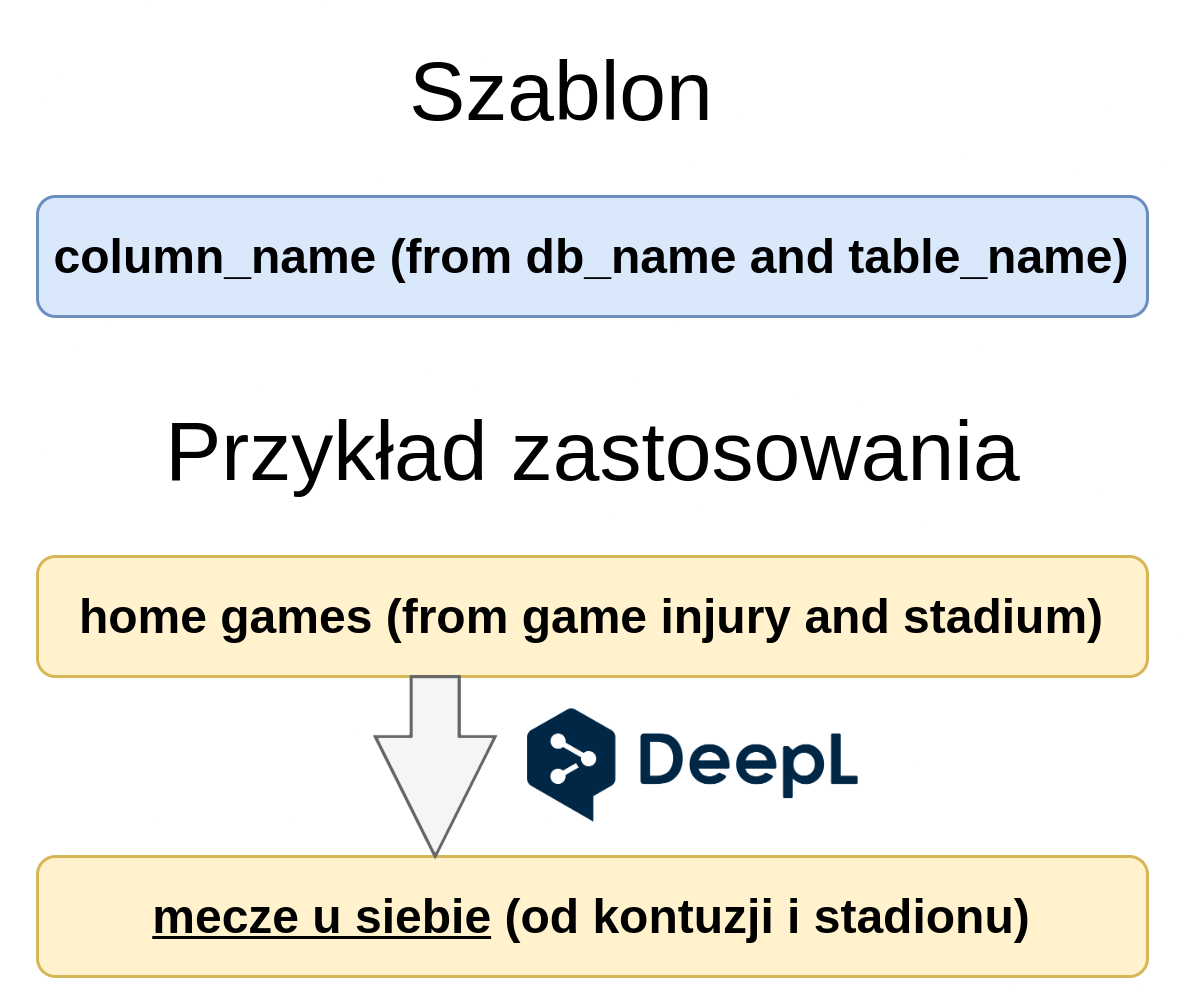 Szablon
column_name (from db_name and table_name)
Przykład zastosowania
home games (from game injury and stadium)
DeepL
mecze u siebie (od kontuzji i stadionu)